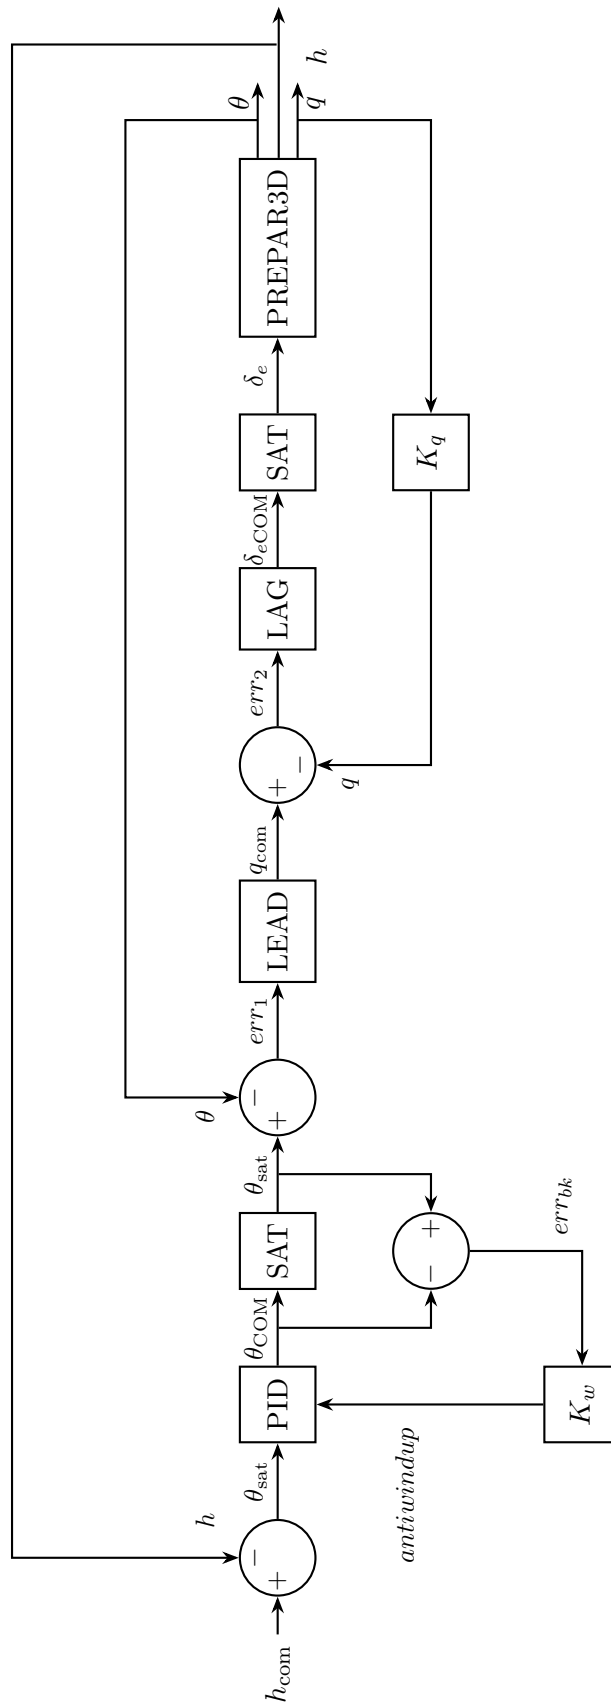 h
θ
θ
q
h
h_com
+
−
θ_sat
PID
θ_COM
SAT
θ_sat
+
−
err_1
LEAD
q_com
+
−
err_2
LAG
δ_eCOM
SAT
δ_e
PREPAR3D
−
+
q
K_q
antiwindup
err_bk
K_w